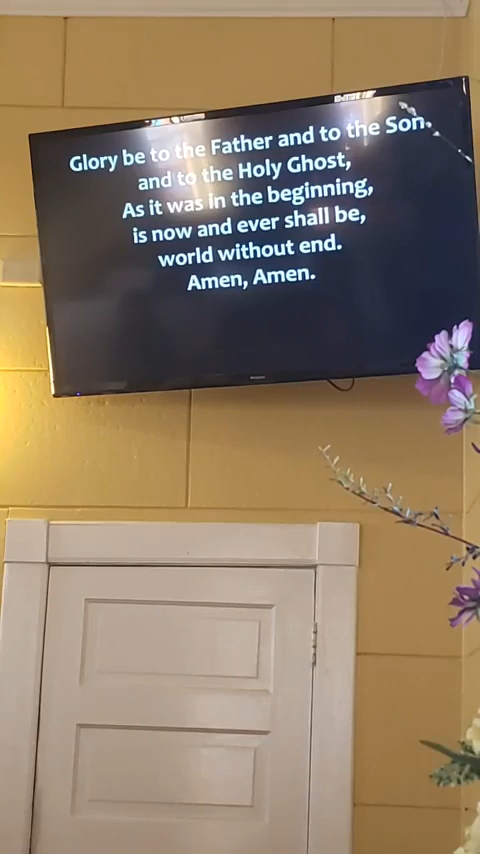 Glory be to the Father and to the Son
and to the Holy Ghost,
As it was in the beginning,
is now and ever shall be,
world without end.
Amen, Amen.